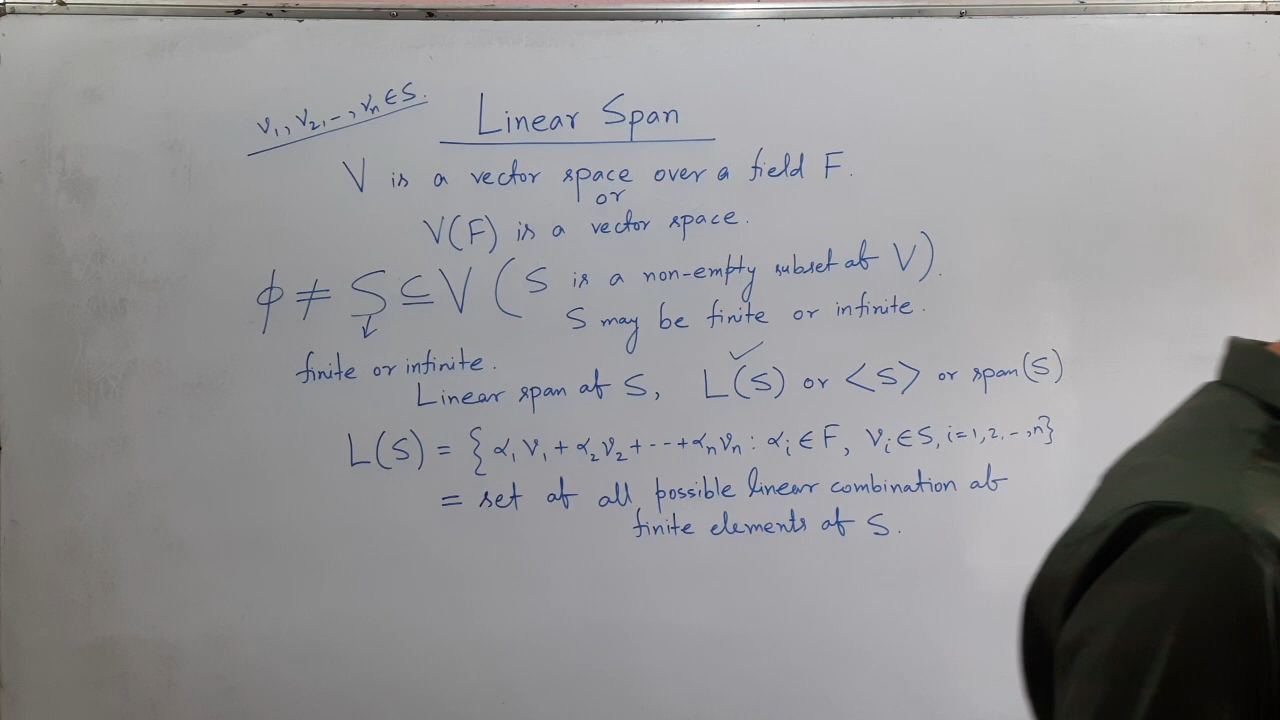 v₁, v₂, -, vₙ ∈ S.
Linear Span
V is a vector space over a field F.
or
V(F) is a vector space.
ϕ ≠ S ⊆ V (S is a non-empty subset of V).
S may be finite or infinite.
finite or infinite.
Linear span of S, L(S) or <S> or span(S)
L(S) = {α₁v₁ + α₂v₂ + --- + αₙvₙ : αᵢ ∈ F, vᵢ ∈ S, i=1,2,--,n}
= set of all possible linear combination of
finite elements of S.